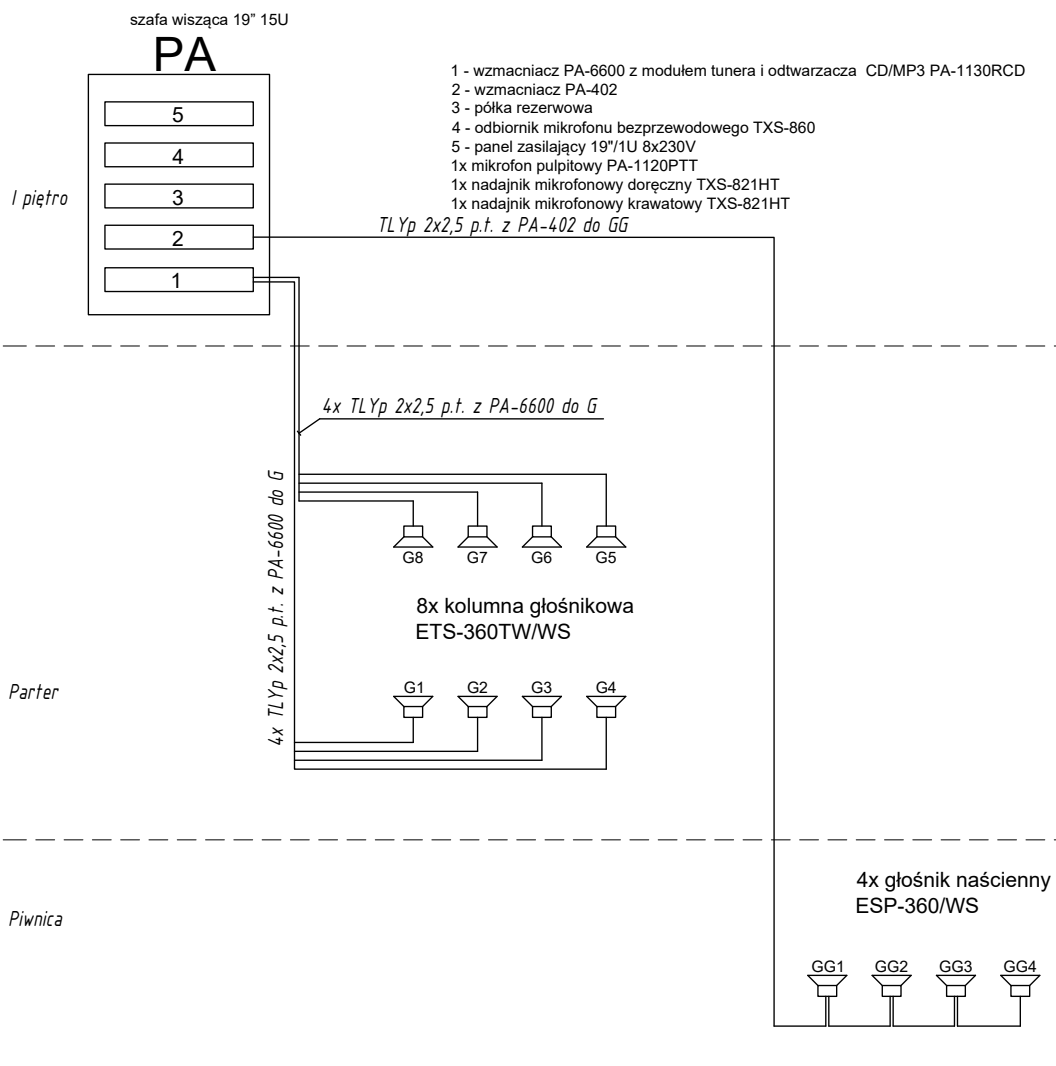 szafa wisząca 19" 15U
PA
1 - wzmacniacz PA-6600 z modułem tunera i odtwarzacza CD/MP3 PA-1130RCD
2 - wzmacniacz PA-402
3 - półka rezerwowa
4 - odbiornik mikrofonu bezprzewodowego TXS-860
5 - panel zasilający 19"/1U 8x230V
1x mikrofon pulpitowy PA-1120PTT
1x nadajnik mikrofonowy doręczny TXS-821HT
1x nadajnik mikrofonowy krawatowy TXS-821HT
5
4
3
2
1
I piętro
TLYp 2x2,5 p.t. z PA-402 do GG
4x TLYp 2x2,5 p.t. z PA-6600 do G
4x TLYp 2x2,5 p.t. z PA-6600 do G
G8 G7 G6 G5
8x kolumna głośnikowa
ETS-360TW/WS
Parter
G1 G2 G3 G4
4x głośnik naścienny
ESP-360/WS
Piwnica
GG1 GG2 GG3 GG4